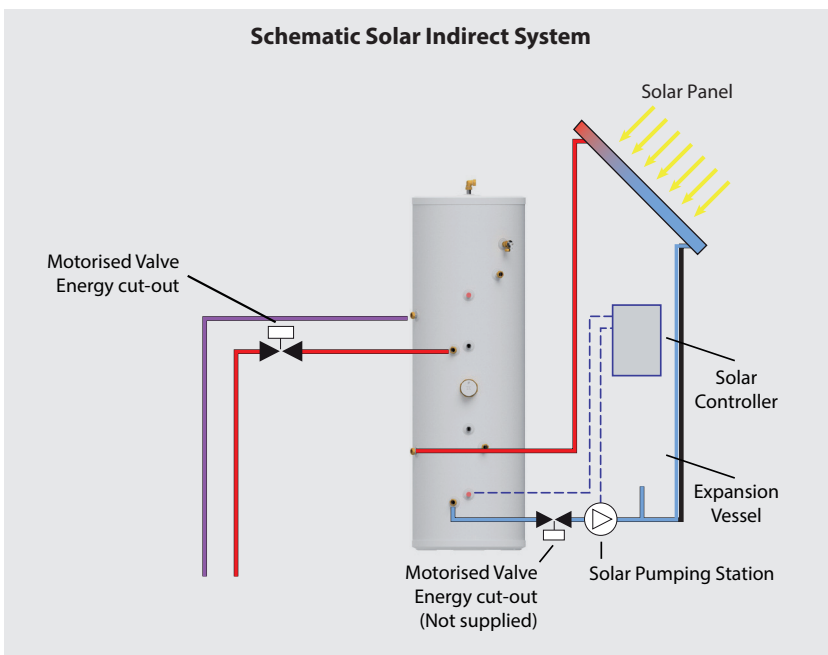 Schematic Solar Indirect System
Solar Panel
Motorised Valve
Energy cut-out
Solar
Controller
Expansion
Vessel
Motorised Valve
Energy cut-out
(Not supplied)
Solar Pumping Station